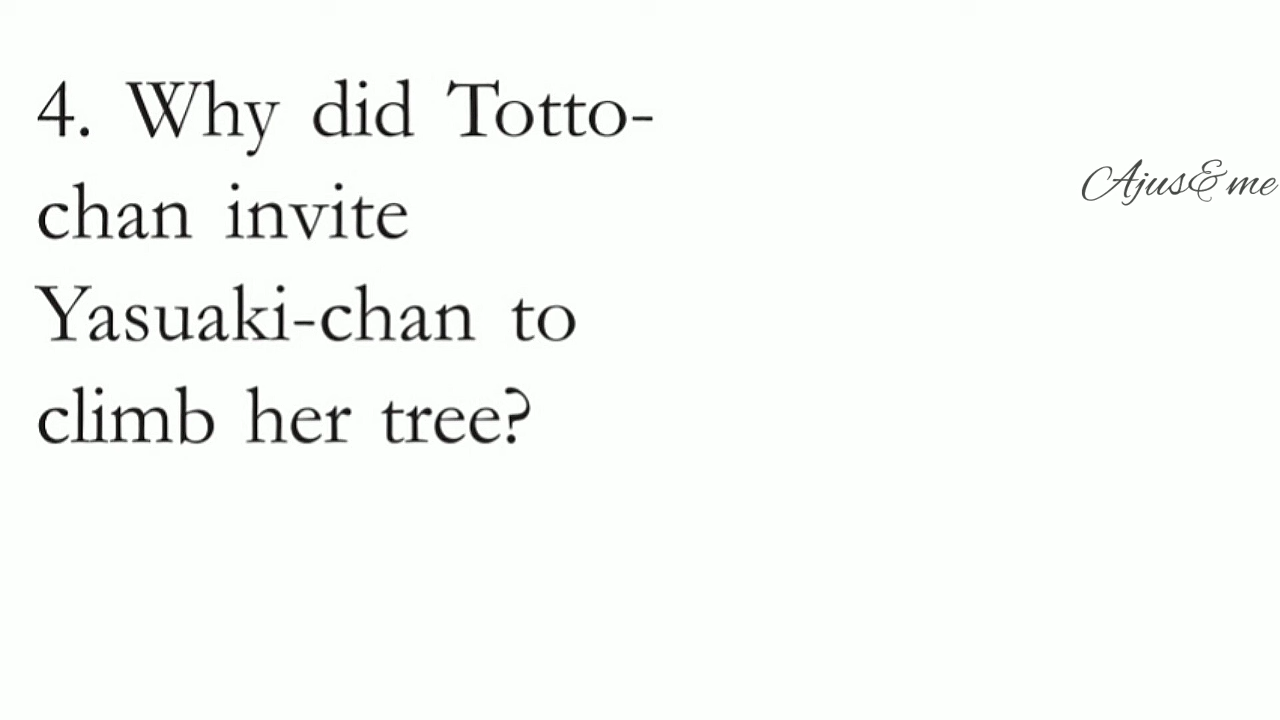 4. Why did Totto-
chan invite
Yasuaki-chan to
climb her tree?
Ajus& me